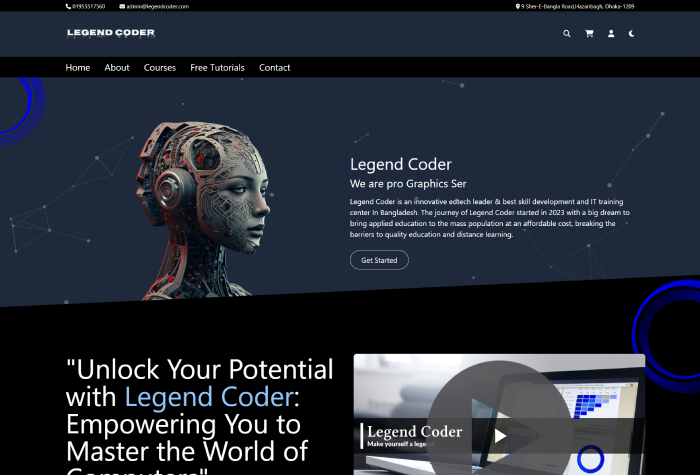 01955517560 admin@legendcoder.com 9 Sher-E-Bangla Road,Hazaribagh, Dhaka-1209
LEGEND CODER
Home About Courses Free Tutorials Contact
Legend Coder
We are pro Graphics Ser
Legend Coder is an innovative edtech leader & best skill development and IT training
center in Bangladesh. The journey of Legend Coder started in 2023 with a big dream to
bring applied education to the mass population at an affordable cost, breaking the
barriers to quality education and distance learning.
Get Started
"Unlock Your Potential
with Legend Coder:
Empowering You to
Master the World of
Computers"
Legend Coder
Make yourself a lege